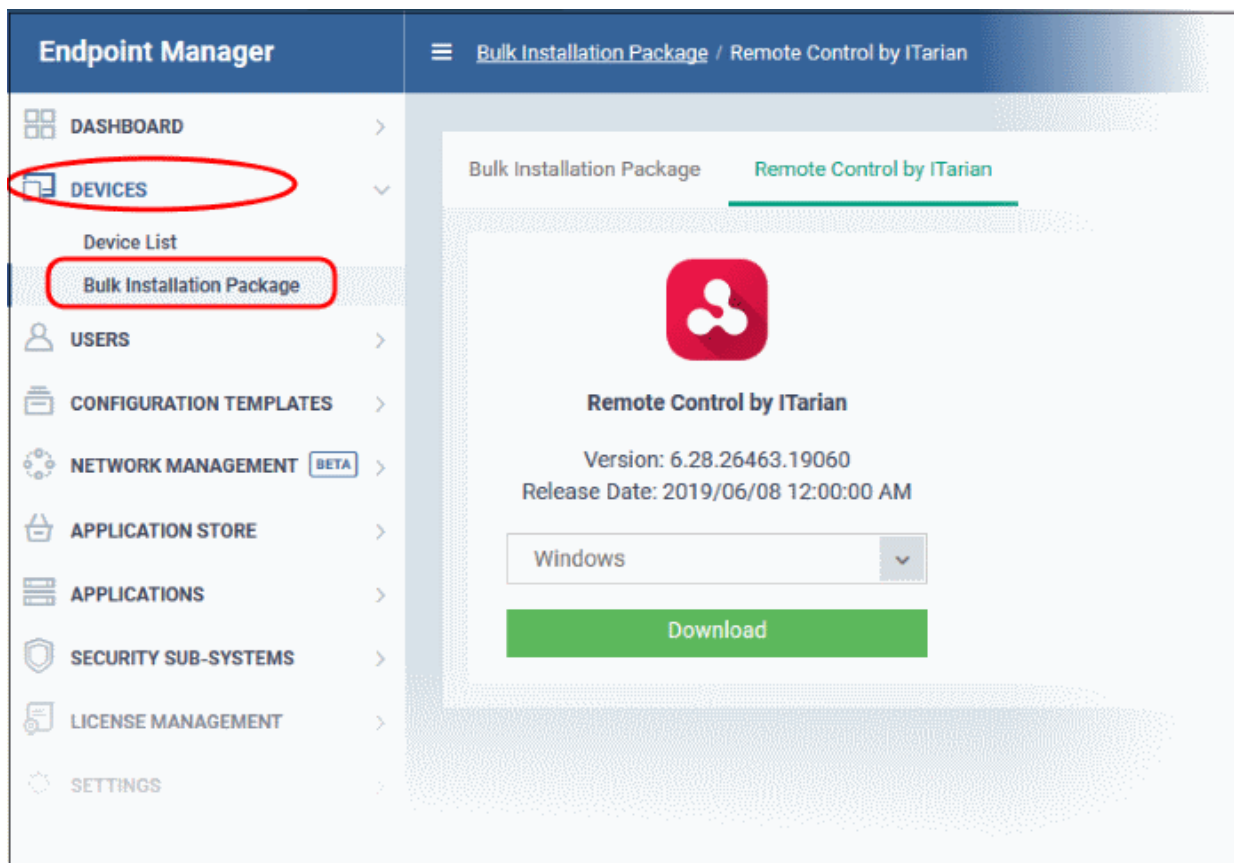 Endpoint Manager
Bulk Installation Package / Remote Control by ITarian
DASHBOARD
DEVICES
Device List
Bulk Installation Package
USERS
CONFIGURATION TEMPLATES
NETWORK MANAGEMENT BETA
APPLICATION STORE
APPLICATIONS
SECURITY SUB-SYSTEMS
LICENSE MANAGEMENT
SETTINGS
Bulk Installation Package
Remote Control by ITarian
Remote Control by ITarian
Version: 6.28.26463.19060
Release Date: 2019/06/08 12:00:00 AM
Windows
Download